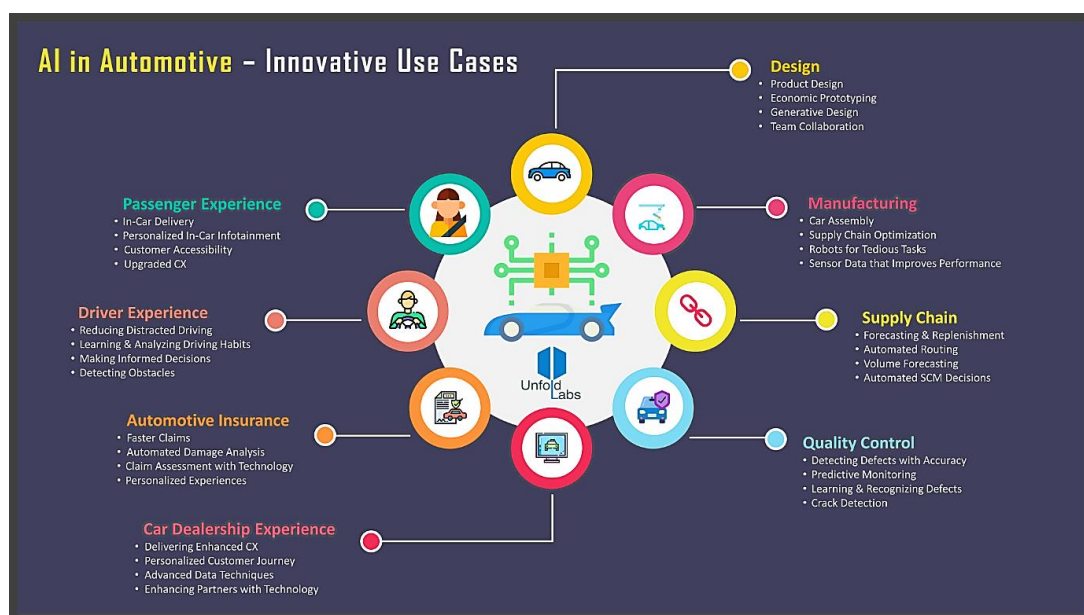 AI in Automotive – Innovative Use Cases
Design
• Product Design
• Economic Prototyping
• Generative Design
• Team Collaboration
Passenger Experience
• In-Car Delivery
• Personalized In-Car Infotainment
• Customer Accessibility
• Upgraded CX
Manufacturing
• Car Assembly
• Supply Chain Optimization
• Robots for Tedious Tasks
• Sensor Data that Improves Performance
Driver Experience
• Reducing Distracted Driving
• Learning & Analyzing Driving Habits
• Making Informed Decisions
• Detecting Obstacles
Supply Chain
• Forecasting & Replenishment
• Automated Routing
• Volume Forecasting
• Automated SCM Decisions
Unfold
Labs
Automotive Insurance
• Faster Claims
• Automated Damage Analysis
• Claim Assessment with Technology
• Personalized Experiences
Quality Control
• Detecting Defects with Accuracy
• Predictive Monitoring
• Learning & Recognizing Defects
• Crack Detection
Car Dealership Experience
• Delivering Enhanced CX
• Personalized Customer Journey
• Advanced Data Techniques
• Enhancing Partners with Technology